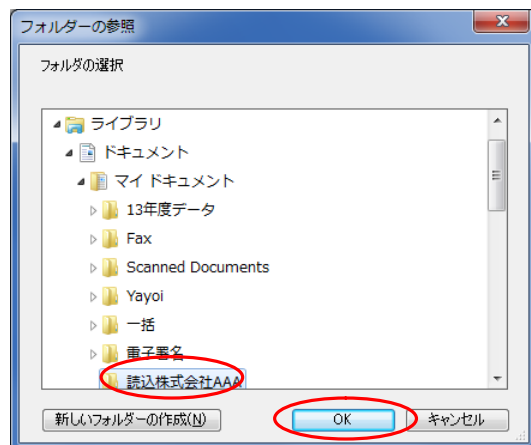 フォルダーの参照
フォルダの選択
ライブラリ
ドキュメント
マイ ドキュメント
13年度データ
Fax
Scanned Documents
Yayoi
一括
電子署名
読込株式会社AAA
新しいフォルダーの作成(N) OK キャンセル